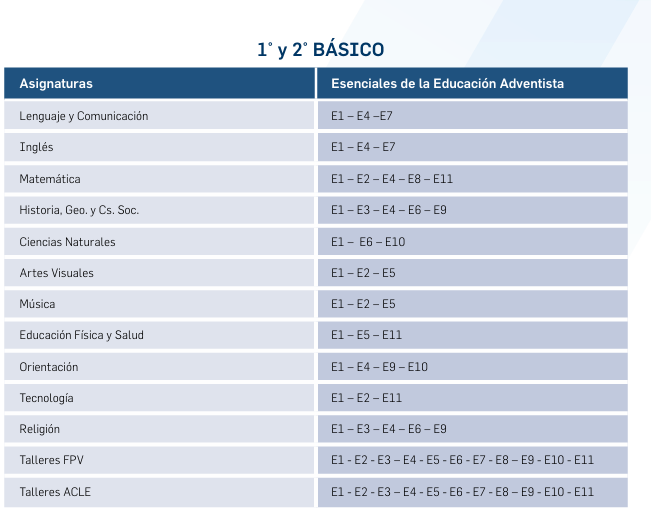 1° y 2° BÁSICO
Asignaturas Esenciales de la Educación Adventista
Lenguaje y Comunicación E1 – E4 –E7
Inglés E1 – E4 – E7
Matemática E1 – E2 – E4 – E8 – E11
Historia, Geo. y Cs. Soc. E1 – E3 – E4 – E6 – E9
Ciencias Naturales E1 – E6 – E10
Artes Visuales E1 – E2 – E5
Música E1 – E2 – E5
Educación Física y Salud E1 – E5 – E11
Orientación E1 – E4 – E9 – E10
Tecnología E1 – E2 – E11
Religión E1 – E3 – E4 – E6 – E9
Talleres FPV E1 - E2 - E3 – E4 - E5 - E6 - E7 - E8 – E9 - E10 - E11
Talleres ACLE E1 - E2 - E3 – E4 - E5 - E6 - E7 - E8 – E9 - E10 - E11